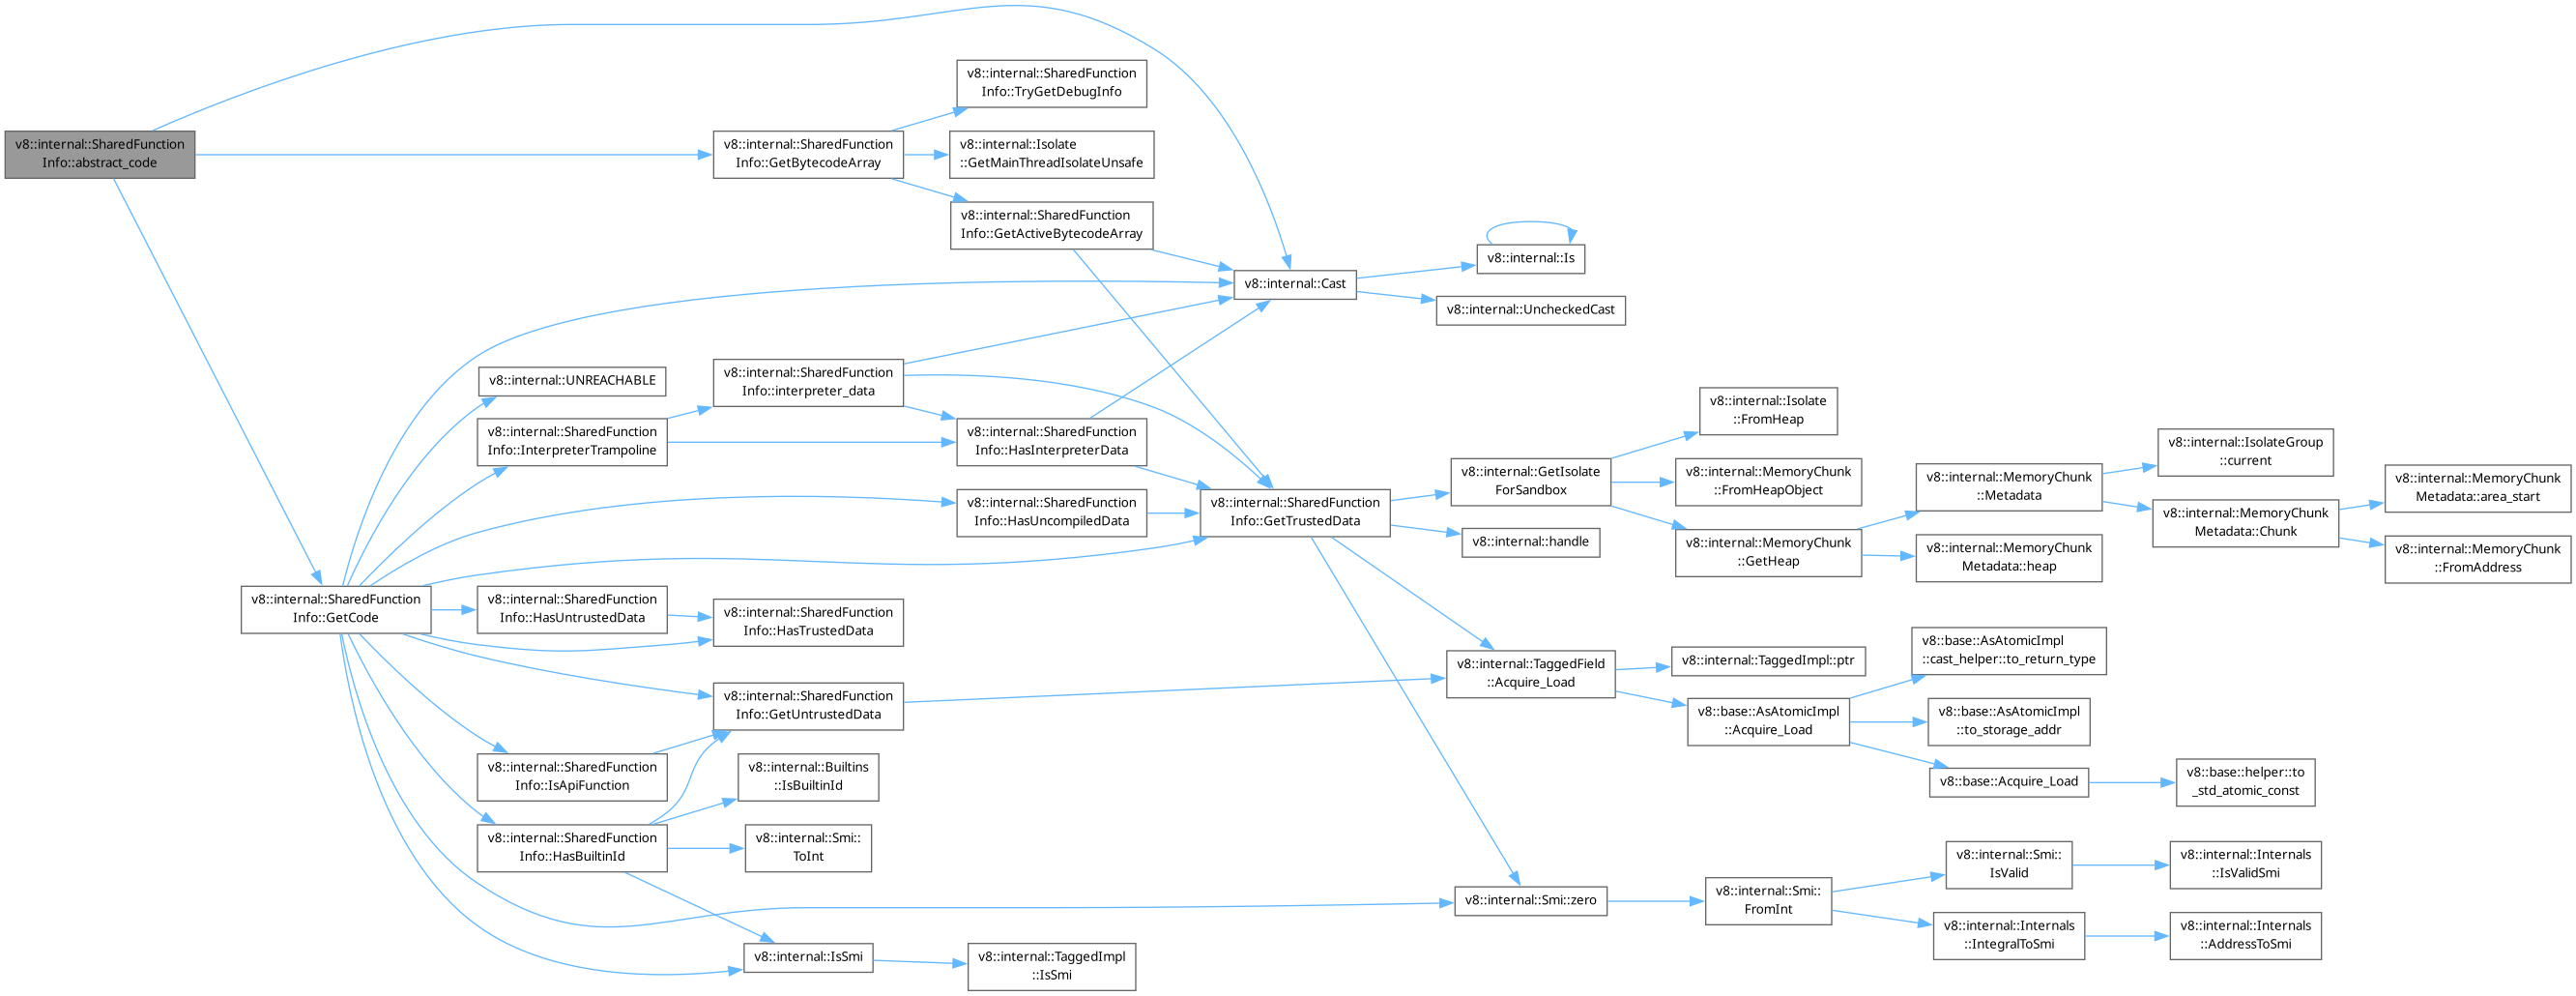 v8::internal::SharedFunction
Info::abstract_code
v8::internal::SharedFunction
Info::GetCode
v8::internal::UNREACHABLE
v8::internal::SharedFunction
Info::InterpreterTrampoline
v8::internal::SharedFunction
Info::HasUntrustedData
v8::internal::SharedFunction
Info::IsApiFunction
v8::internal::SharedFunction
Info::HasBuiltinId
v8::internal::SharedFunction
Info::GetBytecodeArray
v8::internal::SharedFunction
Info::interpreter_data
v8::internal::SharedFunction
Info::HasTrustedData
v8::internal::SharedFunction
Info::GetUntrustedData
v8::internal::Builtins
::IsBuiltinId
v8::internal::Smi::
ToInt
v8::internal::IsSmi
v8::internal::SharedFunction
Info::TryGetDebugInfo
v8::internal::Isolate
::GetMainThreadIsolateUnsafe
v8::internal::SharedFunction
Info::GetActiveBytecodeArray
v8::internal::SharedFunction
Info::HasInterpreterData
v8::internal::SharedFunction
Info::HasUncompiledData
v8::internal::TaggedImpl
::IsSmi
v8::internal::Cast
v8::internal::SharedFunction
Info::GetTrustedData
v8::internal::Is
v8::internal::UncheckedCast
v8::internal::GetIsolate
ForSandbox
v8::internal::handle
v8::internal::TaggedField
::Acquire_Load
v8::internal::Smi::zero
v8::internal::Isolate
::FromHeap
v8::internal::MemoryChunk
::FromHeapObject
v8::internal::MemoryChunk
::GetHeap
v8::internal::TaggedImpl::ptr
v8::base::AsAtomicImpl
::Acquire_Load
v8::internal::Smi::
FromInt
v8::internal::MemoryChunk
::Metadata
v8::internal::MemoryChunk
Metadata::heap
v8::base::AsAtomicImpl
::cast_helper::to_return_type
v8::base::AsAtomicImpl
::to_storage_addr
v8::base::Acquire_Load
v8::internal::Smi::
IsValid
v8::internal::Internals
::IntegralToSmi
v8::internal::IsolateGroup
::current
v8::internal::MemoryChunk
Metadata::Chunk
v8::base::helper::to
_std_atomic_const
v8::internal::Internals
::IsValidSmi
v8::internal::Internals
::AddressToSmi
v8::internal::MemoryChunk
Metadata::area_start
v8::internal::MemoryChunk
::FromAddress